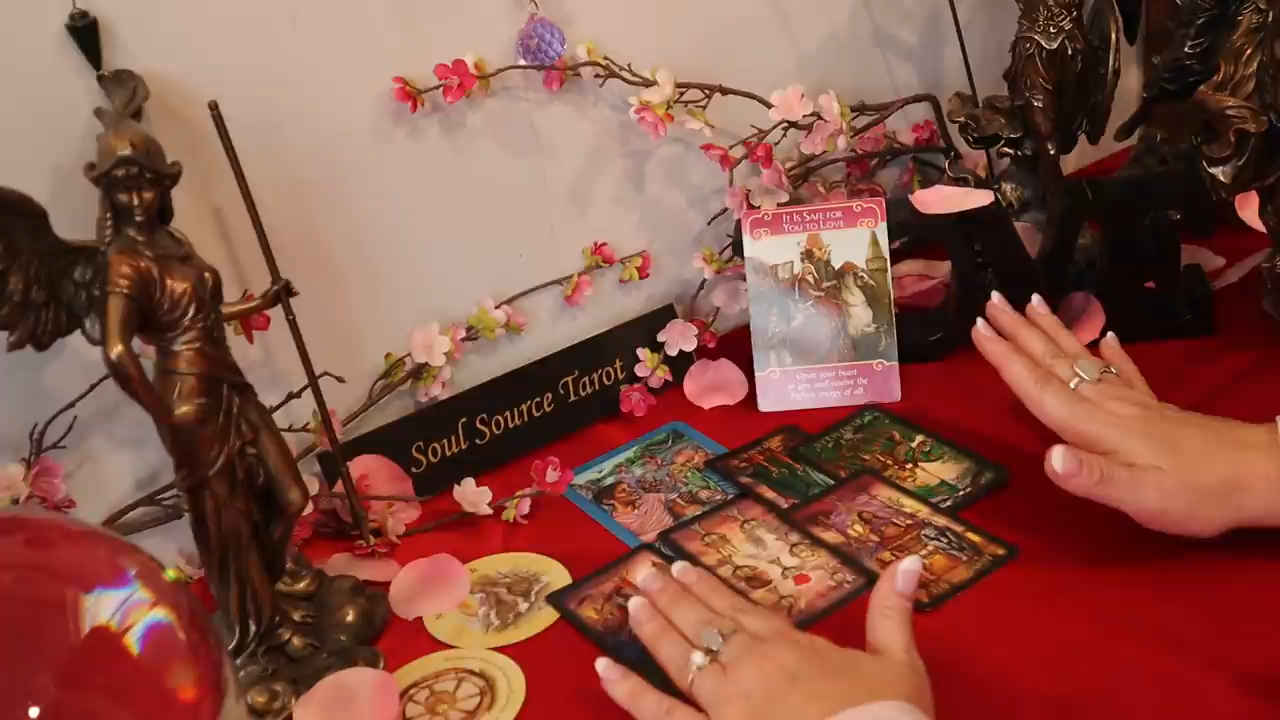 It Is Safe for
You to Love
Open your heart
to give and receive the
highest energy of all.
Soul Source Tarot